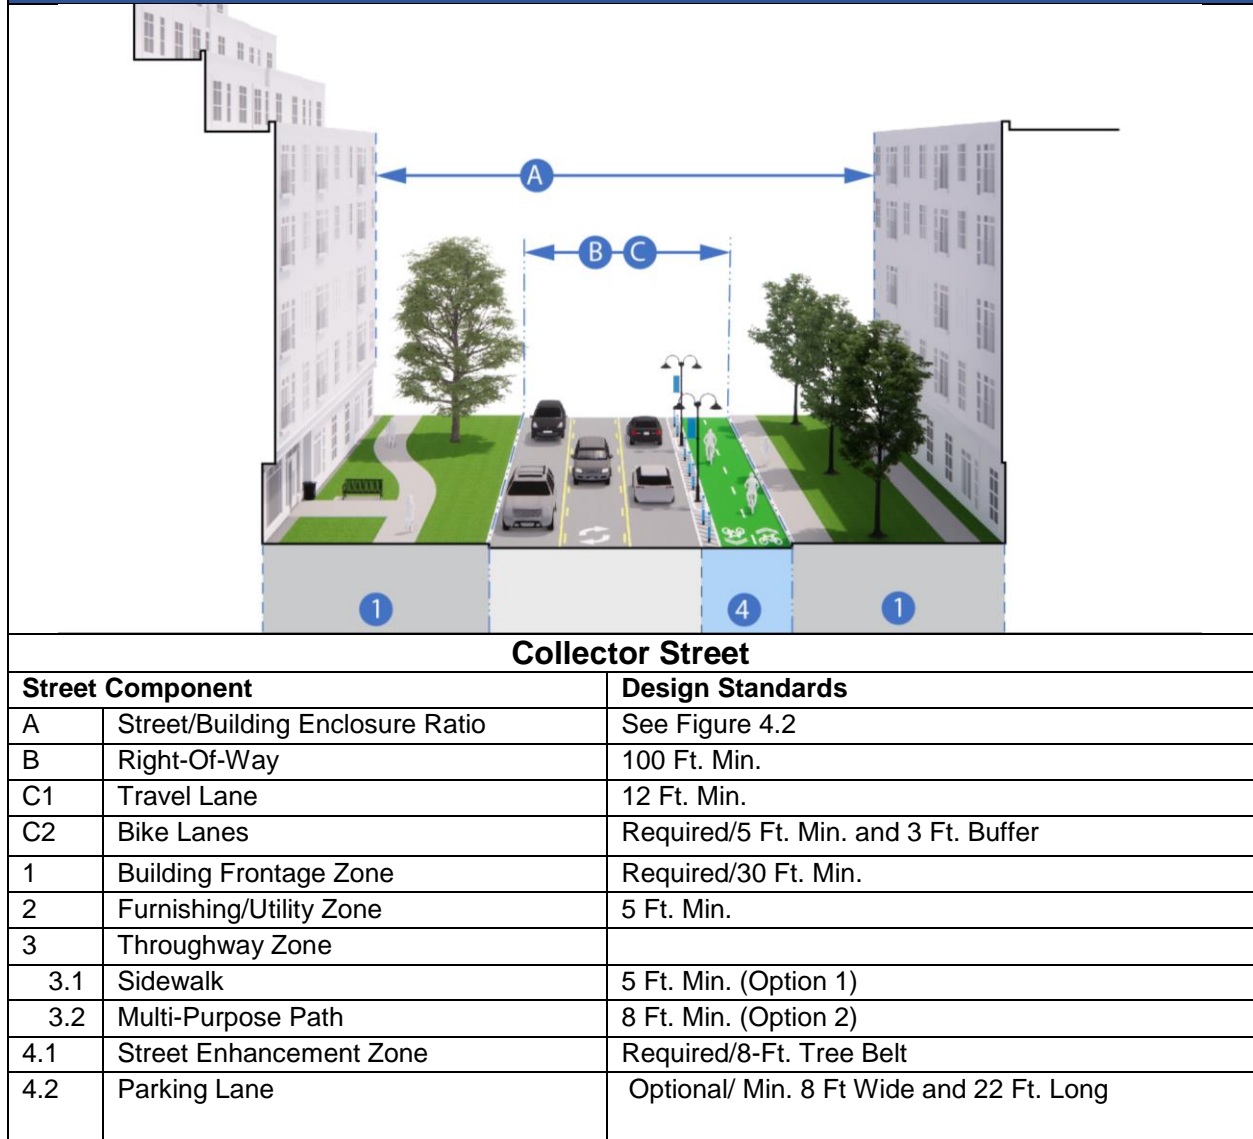 A
B C
1 4 1
Collector Street
Street Component Design Standards
A Street/Building Enclosure Ratio See Figure 4.2
B Right-Of-Way 100 Ft. Min.
C1 Travel Lane 12 Ft. Min.
C2 Bike Lanes Required/5 Ft. Min. and 3 Ft. Buffer
1 Building Frontage Zone Required/30 Ft. Min.
2 Furnishing/Utility Zone 5 Ft. Min.
3 Throughway Zone
3.1 Sidewalk 5 Ft. Min. (Option 1)
3.2 Multi-Purpose Path 8 Ft. Min. (Option 2)
4.1 Street Enhancement Zone Required/8-Ft. Tree Belt
4.2 Parking Lane Optional/ Min. 8 Ft Wide and 22 Ft. Long